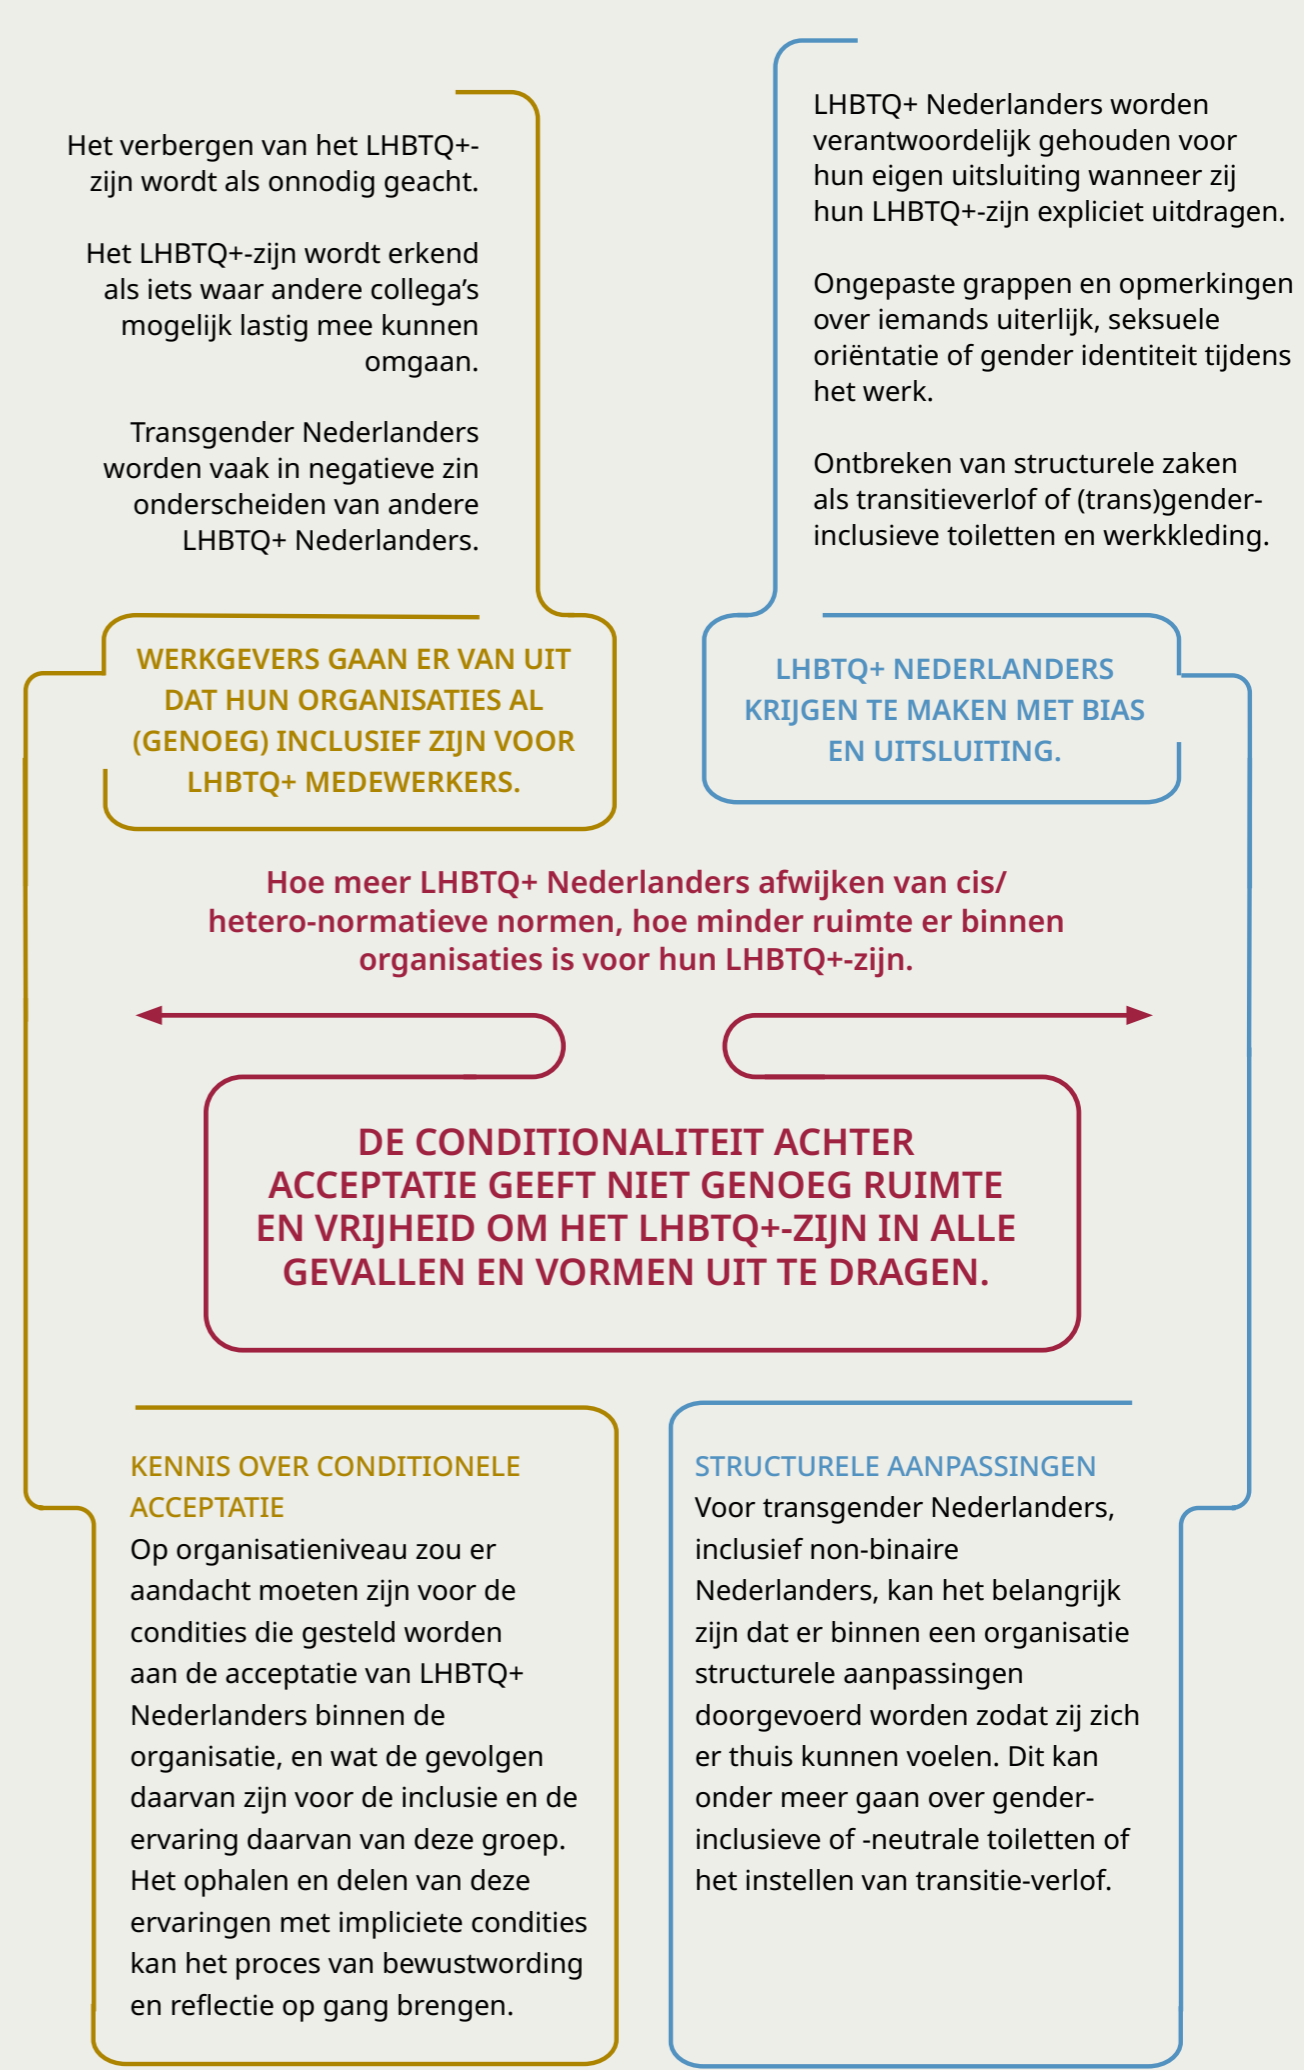 Het verbergen van het LHBTQ+-
zijn wordt als onnodig geacht.
Het LHBTQ+-zijn wordt erkend
als iets waar andere collega’s
mogelijk lastig mee kunnen
omgaan.
Transgender Nederlanders
worden vaak in negatieve zin
onderscheiden van andere
LHBTQ+ Nederlanders.
WERKGEVERS GAAN ER VAN UIT
DAT HUN ORGANISATIES AL
(GENOEG) INCLUSIEF ZIJN VOOR
LHBTQ+ MEDEWERKERS.
LHBTQ+ Nederlanders worden
verantwoordelijk gehouden voor
hun eigen uitsluiting wanneer zij
hun LHBTQ+-zijn expliciet uitdragen.
Ongepaste grappen en opmerkingen
over iemands uiterlijk, seksuele
oriëntatie of gender identiteit tijdens
het werk.
Ontbreken van structurele zaken
als transitieverlof of (trans)gender-
inclusieve toiletten en werkkleding.
LHBTQ+ NEDERLANDERS
KRIJGEN TE MAKEN MET BIAS
EN UITSLUITING.
Hoe meer LHBTQ+ Nederlanders afwijken van cis/
hetero-normatieve normen, hoe minder ruimte er binnen
organisaties is voor hun LHBTQ+-zijn.
DE CONDITIONALITEIT ACHTER
ACCEPTATIE GEEFT NIET GENOEG RUIMTE
EN VRIJHEID OM HET LHBTQ+-ZIJN IN ALLE
GEVALLEN EN VORMEN UIT TE DRAGEN.
KENNIS OVER CONDITIONELE
ACCEPTATIE
Op organisatieniveau zou er
aandacht moeten zijn voor de
condities die gesteld worden
aan de acceptatie van LHBTQ+
Nederlanders binnen de
organisatie, en wat de gevolgen
daarvan zijn voor de inclusie en de
ervaring daarvan van deze groep.
Het ophalen en delen van deze
ervaringen met impliciete condities
kan het proces van bewustwording
en reflectie op gang brengen.
STRUCTURELE AANPASSINGEN
Voor transgender Nederlanders,
inclusief non-binaire
Nederlanders, kan het belangrijk
zijn dat er binnen een organisatie
structurele aanpassingen
doorgevoerd worden zodat zij zich
er thuis kunnen voelen. Dit kan
onder meer gaan over gender-
inclusieve of -neutrale toiletten of
het instellen van transitie-verlof.